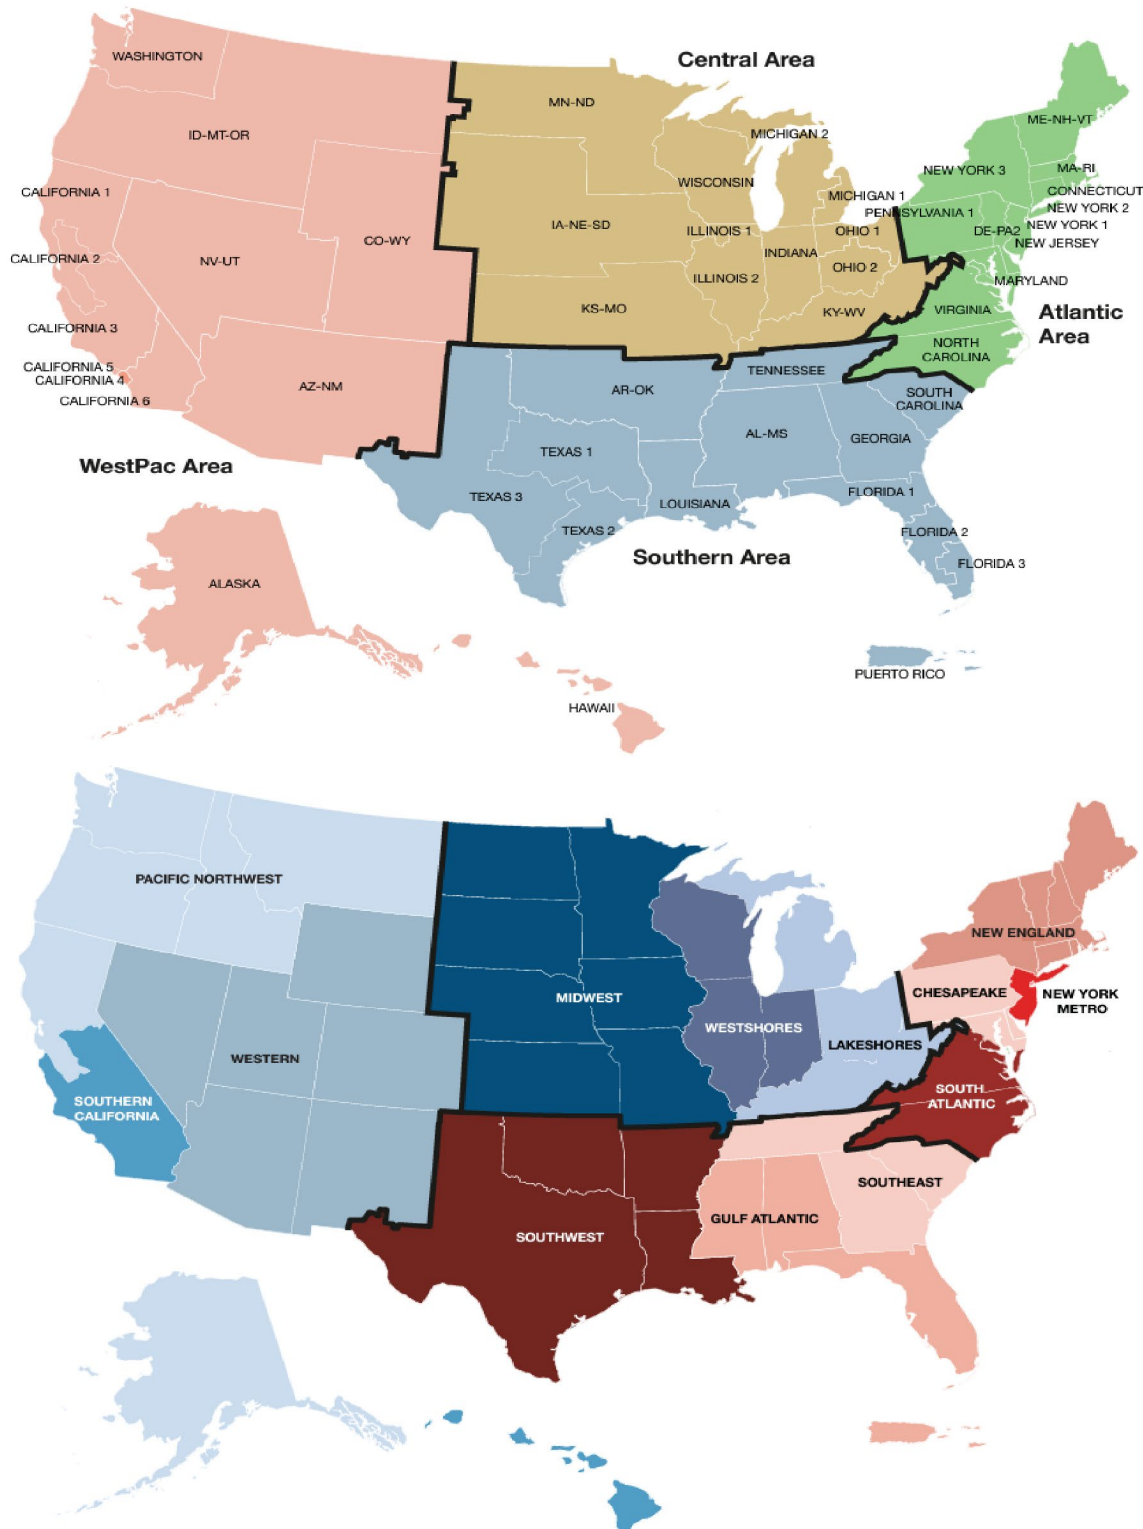 Central Area
WASHINGTON
MN-ND
ID-MT-OR
MICHIGAN 2
ME-NH-VT
NEW YORK 3
MA-RI
WISCONSIN
CALIFORNIA 1
MICHIGAN 1
CONNECTICUT
PENNSYLVANIA 1
NEW YORK 2
IA-NE-SD
ILLINOIS 1
OHIO 1
DE-PA2
NEW YORK 1
CO-WY
NEW JERSEY
CALIFORNIA 2
NV-UT
INDIANA
OHIO 2
ILLINOIS 2
MARYLAND
KS-MO
KY-WV
VIRGINIA
Atlantic
Area
CALIFORNIA 3
NORTH
CAROLINA
CALIFORNIA 5
CALIFORNIA 4
TENNESSEE
AZ-NM
AR-OK
SOUTH
CAROLINA
CALIFORNIA 6
AL-MS
GEORGIA
TEXAS 1
WestPac Area
TEXAS 3
FLORIDA 1
LOUISIANA
TEXAS 2
FLORIDA 2
Southern Area
FLORIDA 3
ALASKA
PUERTO RICO
HAWAII
PACIFIC NORTHWEST
NEW ENGLAND
MIDWEST
CHESAPEAKE
NEW YORK
METRO
WESTSHORES
LAKESHORES
WESTERN
SOUTHERN
CALIFORNIA
SOUTH
ATLANTIC
SOUTHEAST
GULF ATLANTIC
SOUTHWEST